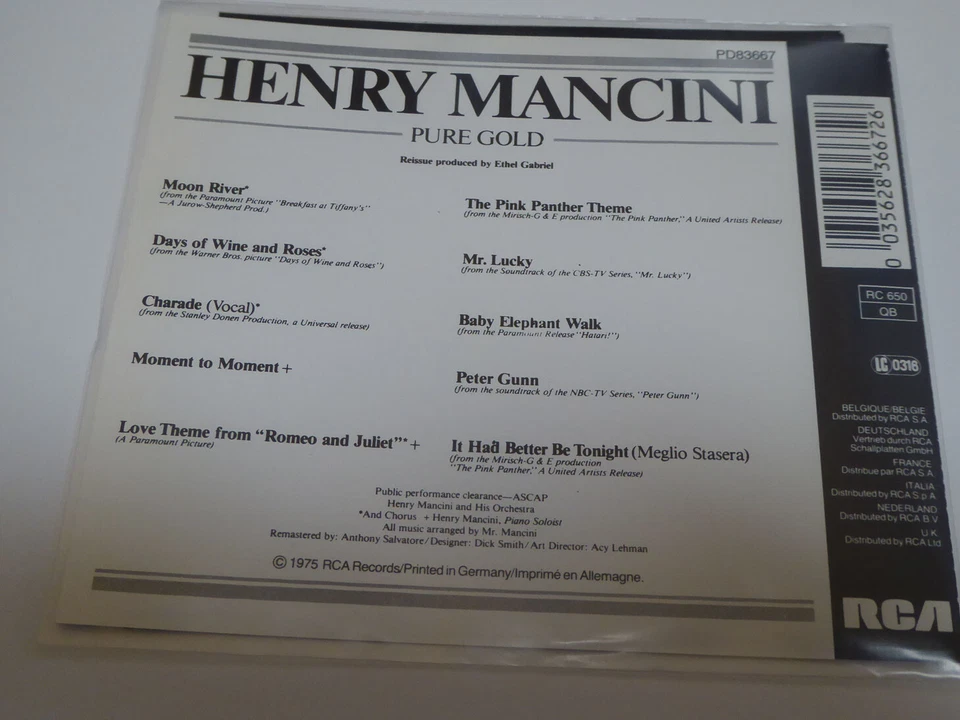 PD83667
HENRY MANCINI
PURE GOLD
Reissue produced by Ethel Gabriel
Moon River*
(from the Paramount Picture "Breakfast at Tiffany's"
—A Jurow-Shepherd Prod.)
Days of Wine and Roses*
(from the Warner Bros. picture "Days of Wine and Roses")
Charade (Vocal)*
(from the Stanley Donen Production, a Universal release)
Moment to Moment+
Love Theme from "Romeo and Juliet"*+
(A Paramount Picture)
The Pink Panther Theme
(from the Mirisch-G & E production "The Pink Panther," A United Artists Release)
Mr. Lucky
(from the Soundtrack of the CBS-TV Series, "Mr. Lucky")
Baby Elephant Walk
(from the Paramount Release "Hatari!")
Peter Gunn
(from the soundtrack of the NBC-TV Series, "Peter Gunn")
It Had Better Be Tonight (Meglio Stasera)
(from the Mirisch-G & E production
"The Pink Panther," A United Artists Release)
Public performance clearance—ASCAP
Henry Mancini and His Orchestra
*And Chorus + Henry Mancini, Piano Soloist
All music arranged by Mr. Mancini
Remastered by: Anthony Salvatore/Designer: Dick Smith/Art Director: Acy Lehman
© 1975 RCA Records/Printed in Germany/Imprimé en Allemagne.
0 035628 366726
RC 650
QB
LC 0316
BELGIQUE/BELGIE
Distributed by RCA S.A.
DEUTSCHLAND
Vertrieb durch RCA
Schallplatten GmbH
FRANCE
Distribue par RCA S.A.
ITALIA
Distributed by RCA S.p.A.
NEDERLAND
Distributed by RCA B.V.
U.K.
Distributed by RCA Ltd.
RCA